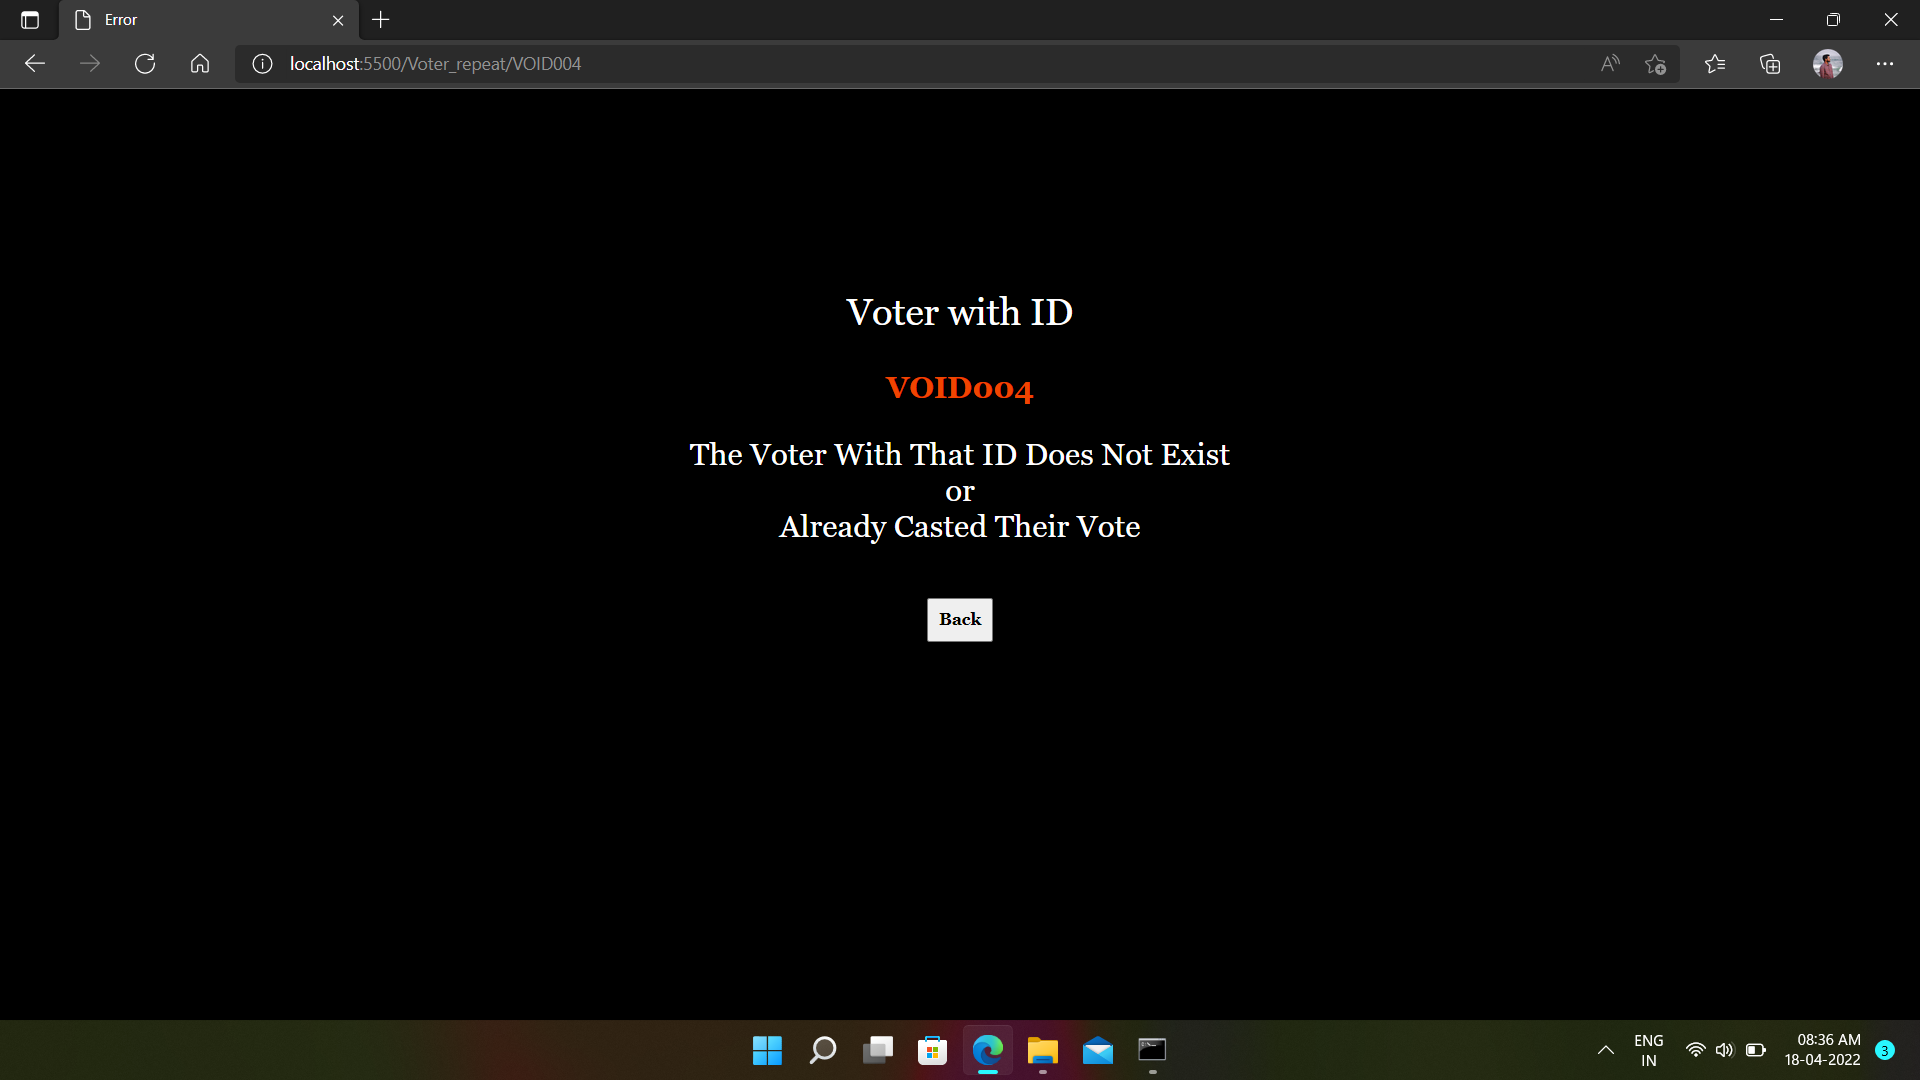 Error
localhost:5500/Voter_repeat/VOID004
Voter with ID
VOID004
The Voter With That ID Does Not Exist
or
Already Casted Their Vote
Back
ENG
IN
08:36 AM
18-04-2022
3